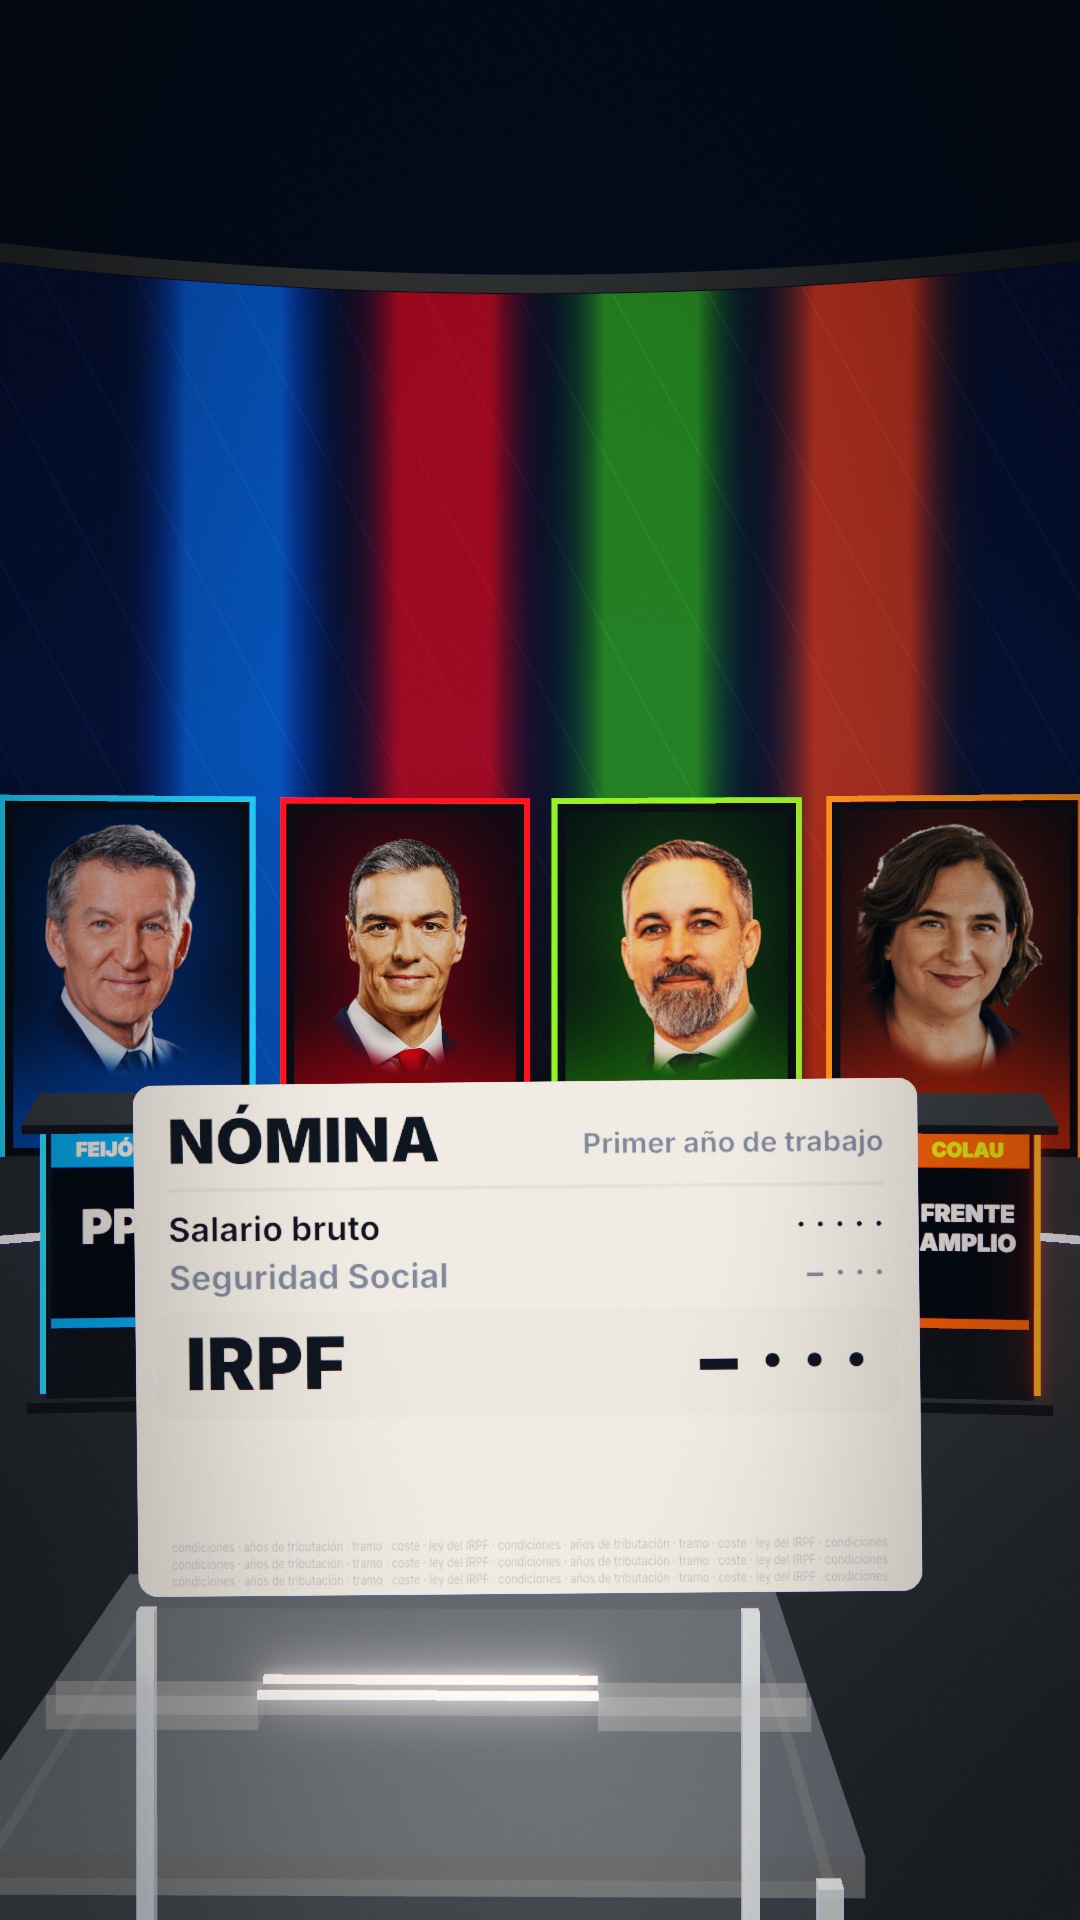 FEIJÓ
PP
NÓMINA
Primer año de trabajo
Salario bruto
Seguridad Social
IRPF
condiciones · años de tributación · tramo · coste · ley del IRPF · condiciones · años de tributación · tramo · coste · ley del IRPF · condiciones
condiciones · años de tributación · tramo · coste · ley del IRPF · condiciones · años de tributación · tramo · coste · ley del IRPF · condiciones
condiciones · años de tributación · tramo · coste · ley del IRPF · condiciones · años de tributación · tramo · coste · ley del IRPF · condiciones
COLAU
FRENTE
AMPLIO